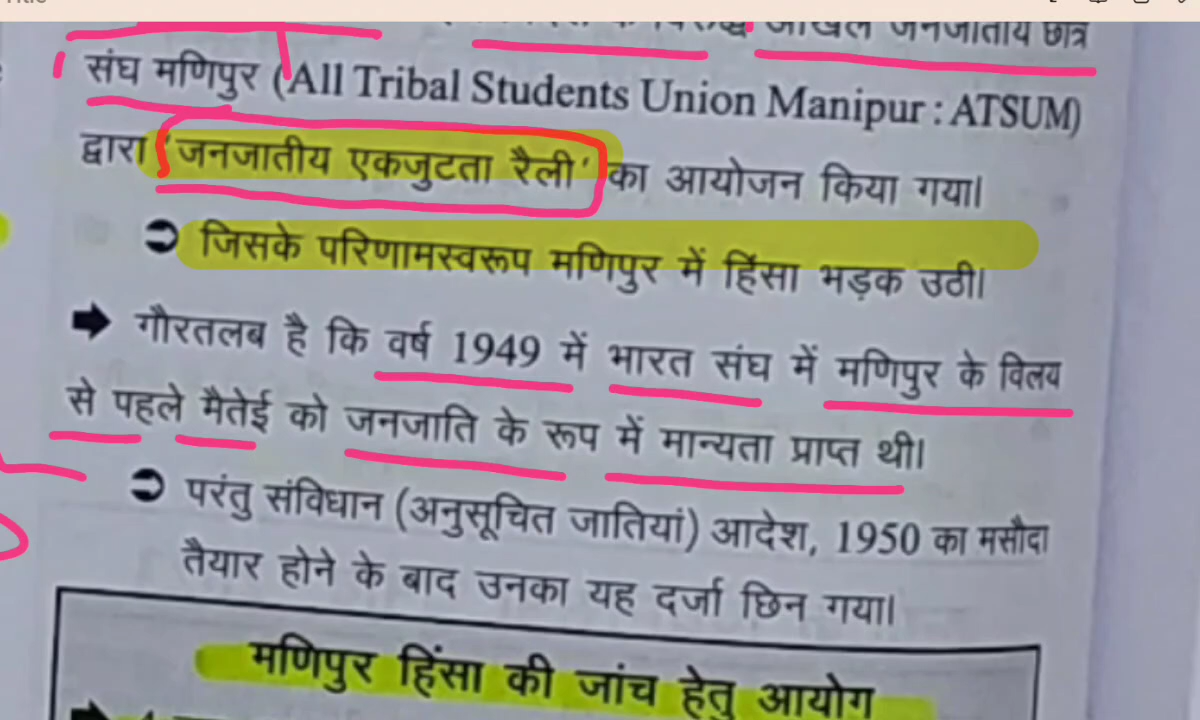 जनजातीय छात्र
संघ मणिपुर (All Tribal Students Union Manipur : ATSUM)
द्वारा 'जनजातीय एकजुटता रैली' का आयोजन किया गया।
➲ जिसके परिणामस्वरूप मणिपुर में हिंसा भड़क उठी।
➡ गौरतलब है कि वर्ष 1949 में भारत संघ में मणिपुर के विलय
से पहले मैतेई को जनजाति के रूप में मान्यता प्राप्त थी।
➲ परंतु संविधान (अनुसूचित जातियां) आदेश, 1950 का मसौदा
तैयार होने के बाद उनका यह दर्जा छिन गया।
मणिपुर हिंसा की जांच हेतु आयोग